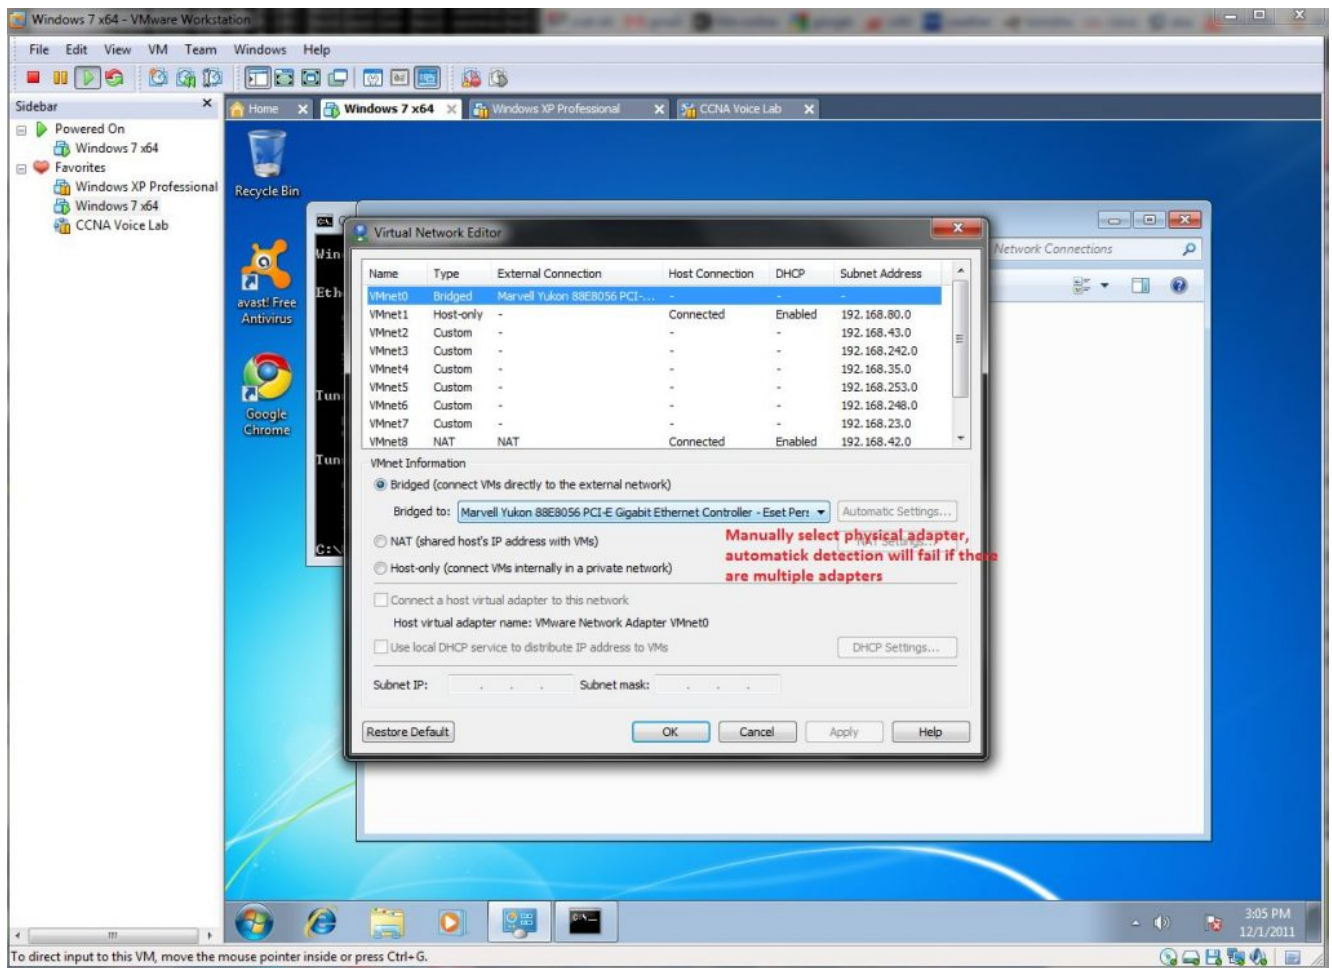 Windows 7 x64 - VMware Workstation
File Edit View VM Team Windows Help
Sidebar
Powered On
Windows 7 x64
Favorites
Windows XP Professional
Windows 7 x64
CCNA Voice Lab
Home
Windows 7 x64
Windows XP Professional
CCNA Voice Lab
Recycle Bin
avast! Free
Antivirus
Google
Chrome
Win
Eth
Tun
Tun
C:\
Network Connections
Virtual Network Editor
Name Type External Connection Host Connection DHCP Subnet Address
VMnet0 Bridged Marvell Yukon 88E8056 PCI-... - - -
VMnet1 Host-only - Connected Enabled 192.168.80.0
VMnet2 Custom - - - 192.168.43.0
VMnet3 Custom - - - 192.168.242.0
VMnet4 Custom - - - 192.168.35.0
VMnet5 Custom - - - 192.168.253.0
VMnet6 Custom - - - 192.168.248.0
VMnet7 Custom - - - 192.168.23.0
VMnet8 NAT NAT Connected Enabled 192.168.42.0
VMnet Information
Bridged (connect VMs directly to the external network)
Bridged to: Marvell Yukon 88E8056 PCI-E Gigabit Ethernet Controller - Eset Per Automatic Settings...
NAT (shared host's IP address with VMs) NAT Settings...
Manually select physical adapter,
automatick detection will fail if there
are multiple adapters
Host-only (connect VMs internally in a private network)
Connect a host virtual adapter to this network
Host virtual adapter name: VMware Network Adapter VMnet0
Use local DHCP service to distribute IP address to VMs DHCP Settings...
Subnet IP: . . . Subnet mask: . . .
Restore Default OK Cancel Apply Help
3:05 PM
12/1/2011
To direct input to this VM, move the mouse pointer inside or press Ctrl+G.